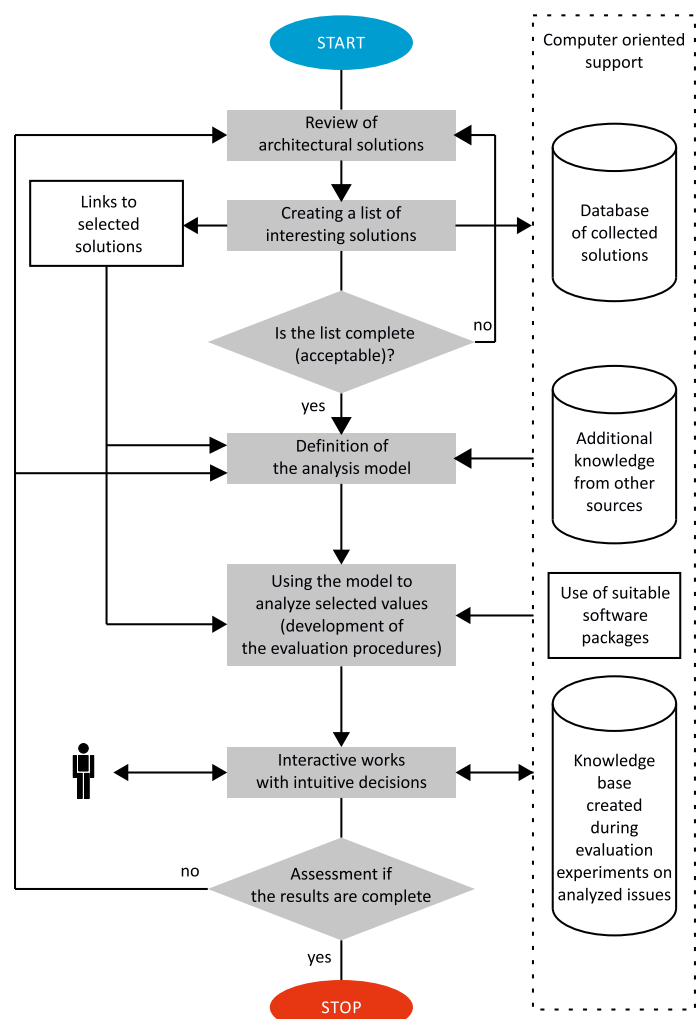 START
Computer oriented
support
Review of
architectural solutions
Links to
selected
solutions
Creating a list of
interesting solutions
Database
of collected
solutions
Is the list complete
(acceptable)?
no
yes
Definition of
the analysis model
Additional
knowledge
from other
sources
Using the model to
analyze selected values
(development of
the evaluation procedures)
Use of suitable
software
packages
Interactive works
with intuitive decisions
Knowledge
base
created
during
evaluation
experiments on
analyzed issues
Assessment if
the results are complete
no
yes
STOP